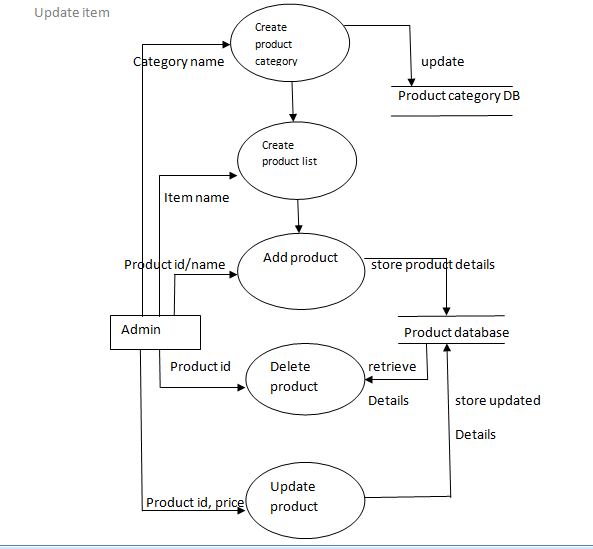 Update item
Create
product
category
Category name
update
Product category DB
Create
product list
Item name
Add product
Product id/name
store product details
Admin
Product database
Product id
Delete
product
retrieve
Details
store updated
Details
Update
product
Product id, price